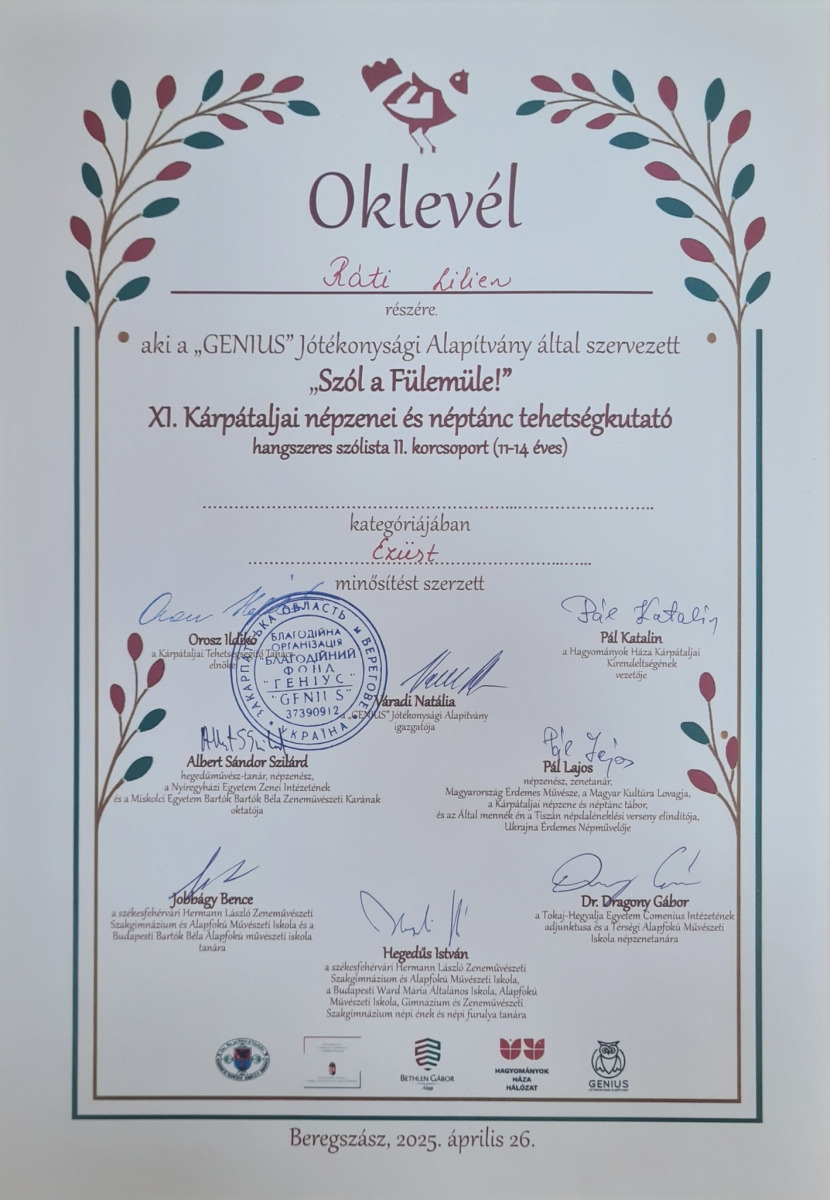 Oklevél
Ráti Lilien
részére,
aki a „GENIUS” Jótékonysági Alapítvány által szervezett
„Szól a Fülemüle!”
XI. Kárpátaljai népzenei és néptánc tehetségkutató
hangszeres szólista II. korcsoport (11-14 éves)
kategóriájában
Ezüst
minősítést szerzett
Orosz Ildikó
a Kárpátaljai Tehetségsegítő Tanács
elnöke
Pál Katalin
Pál Katalin
a Hagyományok Háza Kárpátaljai
Kirendeltségének
vezetője
ЗАКАРПАТСЬКА ОБЛАСТЬ * БЕРЕГОВЕ * УКРАЇНА *
БЛАГОДІЙНА
ОРГАНІЗАЦІЯ
"БЛАГОДІЙНИЙ
ФОНД
"ГЕНІУС"
"GENIUS"
37390912
Váradi Natália
a „GENIUS” Jótékonysági Alapítvány
igazgatója
Albert Sándor Szilárd
hegedűművész-tanár, népzenész,
a Nyíregyházi Egyetem Zenei Intézetének
és a Miskolci Egyetem Bartók Bartók Béla Zeneművészeti Karának
oktatója
Pál Lajos
Pál Lajos
népzenész, zenetanár,
Magyarország Érdemes Művésze, a Magyar Kultúra Lovagja,
a Kárpátaljai népzene és néptánc tábor,
és az Által mennék én a Tiszán népdaléneklési verseny elindítója,
Ukrajna Érdemes Népművelője
Jobbágy Bence
a székesfehérvári Hermann László Zeneművészeti
Szakgimnázium és Alapfokú Művészeti Iskola és a
Budapesti Bartók Béla Alapfokú művészeti iskola
tanára
Dr. Dragony Gábor
a Tokaj-Hegyalja Egyetem Comenius Intézetének
adjunktusa és a Térségi Alapfokú Művészeti
Iskola népzenetanára
Hegedűs István
a székesfehérvári Hermann László Zeneművészeti
Szakgimnázium és Alapfokú Művészeti Iskola,
a Budapesti Ward Mária Általános Iskola, Alapfokú
Művészeti Iskola, Gimnázium és Zeneművészeti
Szakgimnázium népi ének és népi furulya tanára
BETHLEN GÁBOR
Alap
HAGYOMÁNYOK
HÁZA
HÁLÓZAT
GENIUS
Beregszász, 2025. április 26.